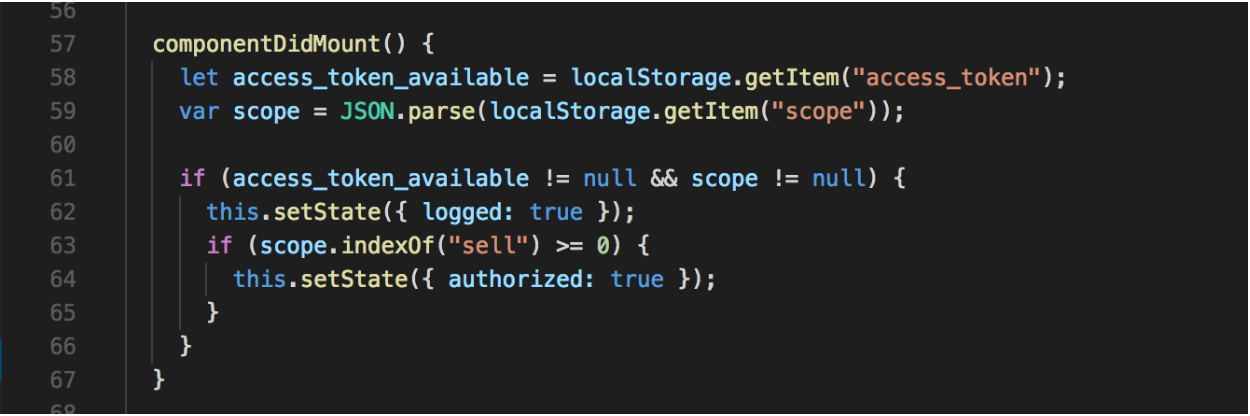 56
57 componentDidMount() {
58 let access_token_available = localStorage.getItem("access_token");
59 var scope = JSON.parse(localStorage.getItem("scope"));
60
61 if (access_token_available != null && scope != null) {
62 this.setState({ logged: true });
63 if (scope.indexOf("sell") >= 0) {
64 this.setState({ authorized: true });
65 }
66 }
67 }
68